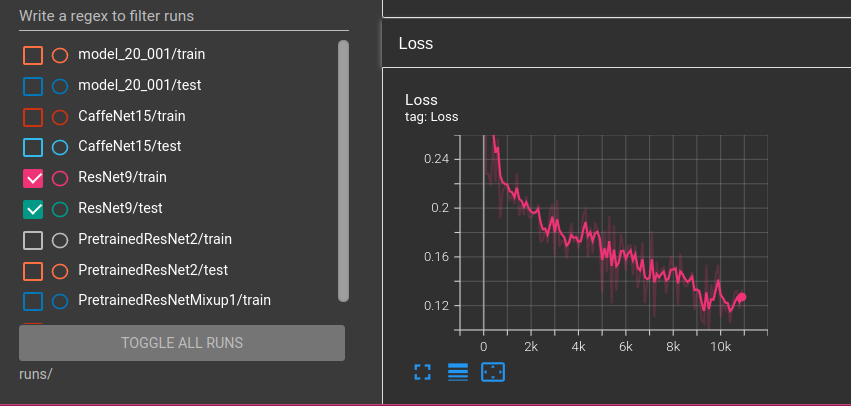 Write a regex to filter runs
model_20_001/train
model_20_001/test
CaffeNet15/train
CaffeNet15/test
ResNet9/train
ResNet9/test
PretrainedResNet2/train
PretrainedResNet2/test
PretrainedResNetMixup1/train
TOGGLE ALL RUNS
runs/
Loss
Loss
tag: Loss
0.24
0.2
0.16
0.12
0 2k 4k 6k 8k 10k